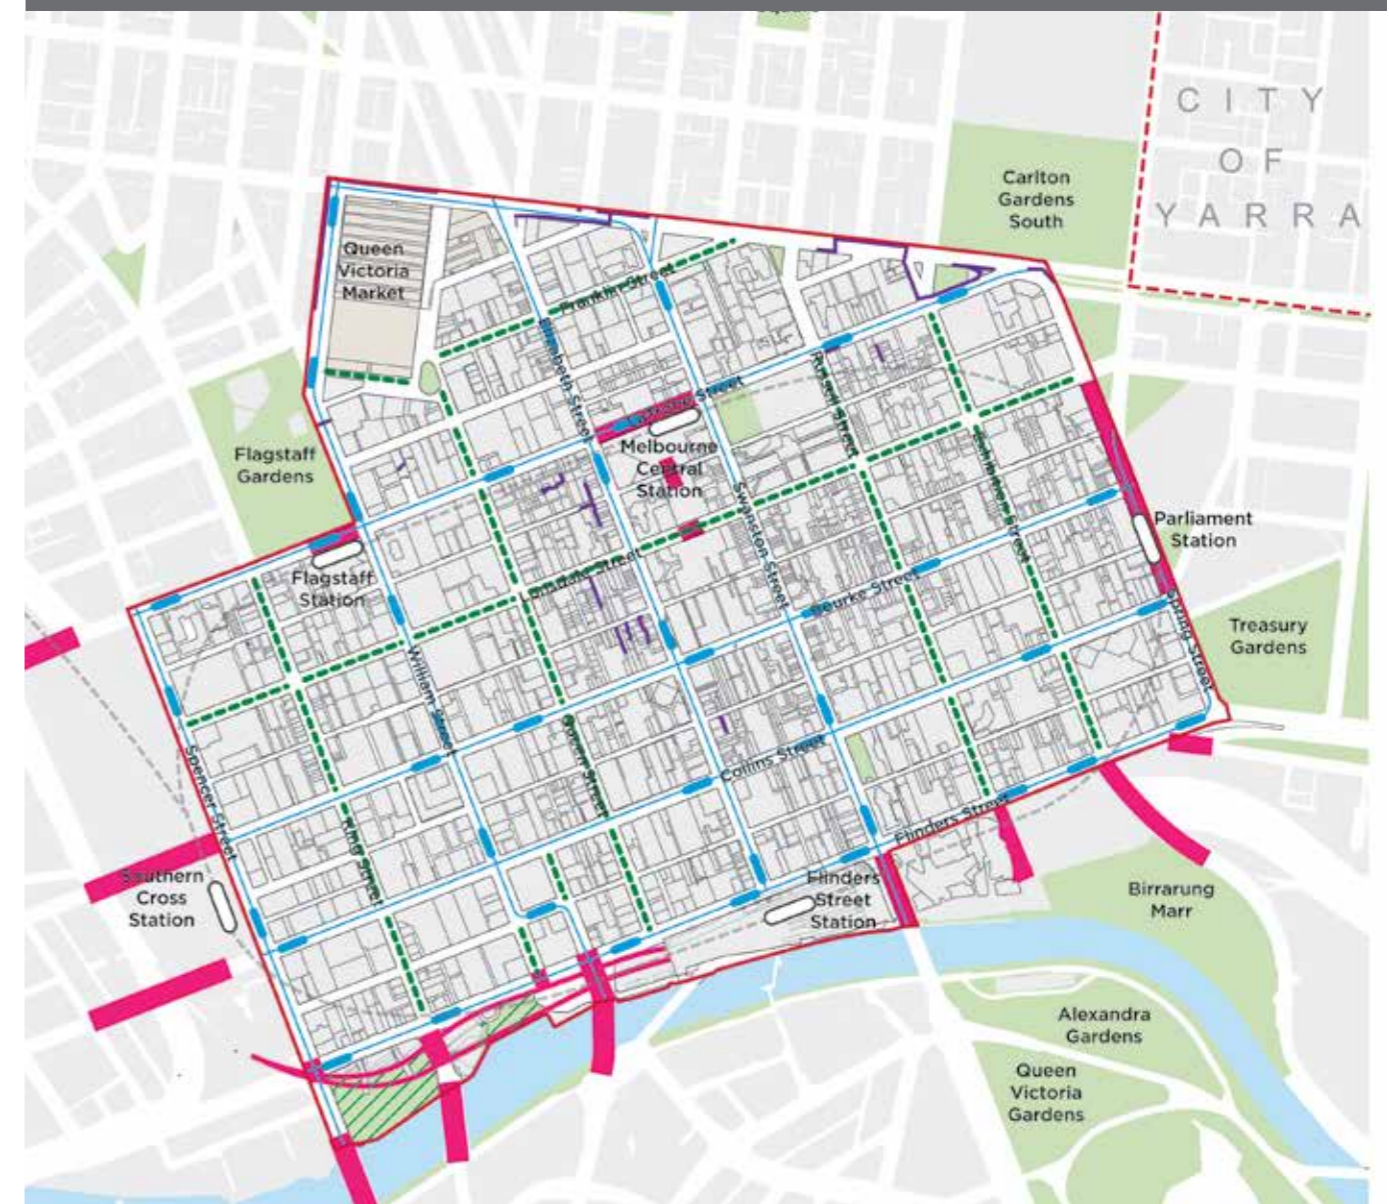 CITY
OF
YARRA
Carlton
Gardens
South
Queen
Victoria
Market
Franklin Street
Elizabeth Street
Russell Street
Melbourne
Central
Station
Flagstaff
Gardens
Swanston Street
Exhibition Street
Parliament
Station
Flagstaff
Station
Lonsdale Street
Bourke Street
Spring Street
Treasury
Gardens
William Street
Queen Street
Collins Street
Spencer Street
King Street
Flinders Street
Southern
Cross
Station
Flinders
Street
Station
Birrarung
Marr
Alexandra
Gardens
Queen
Victoria
Gardens